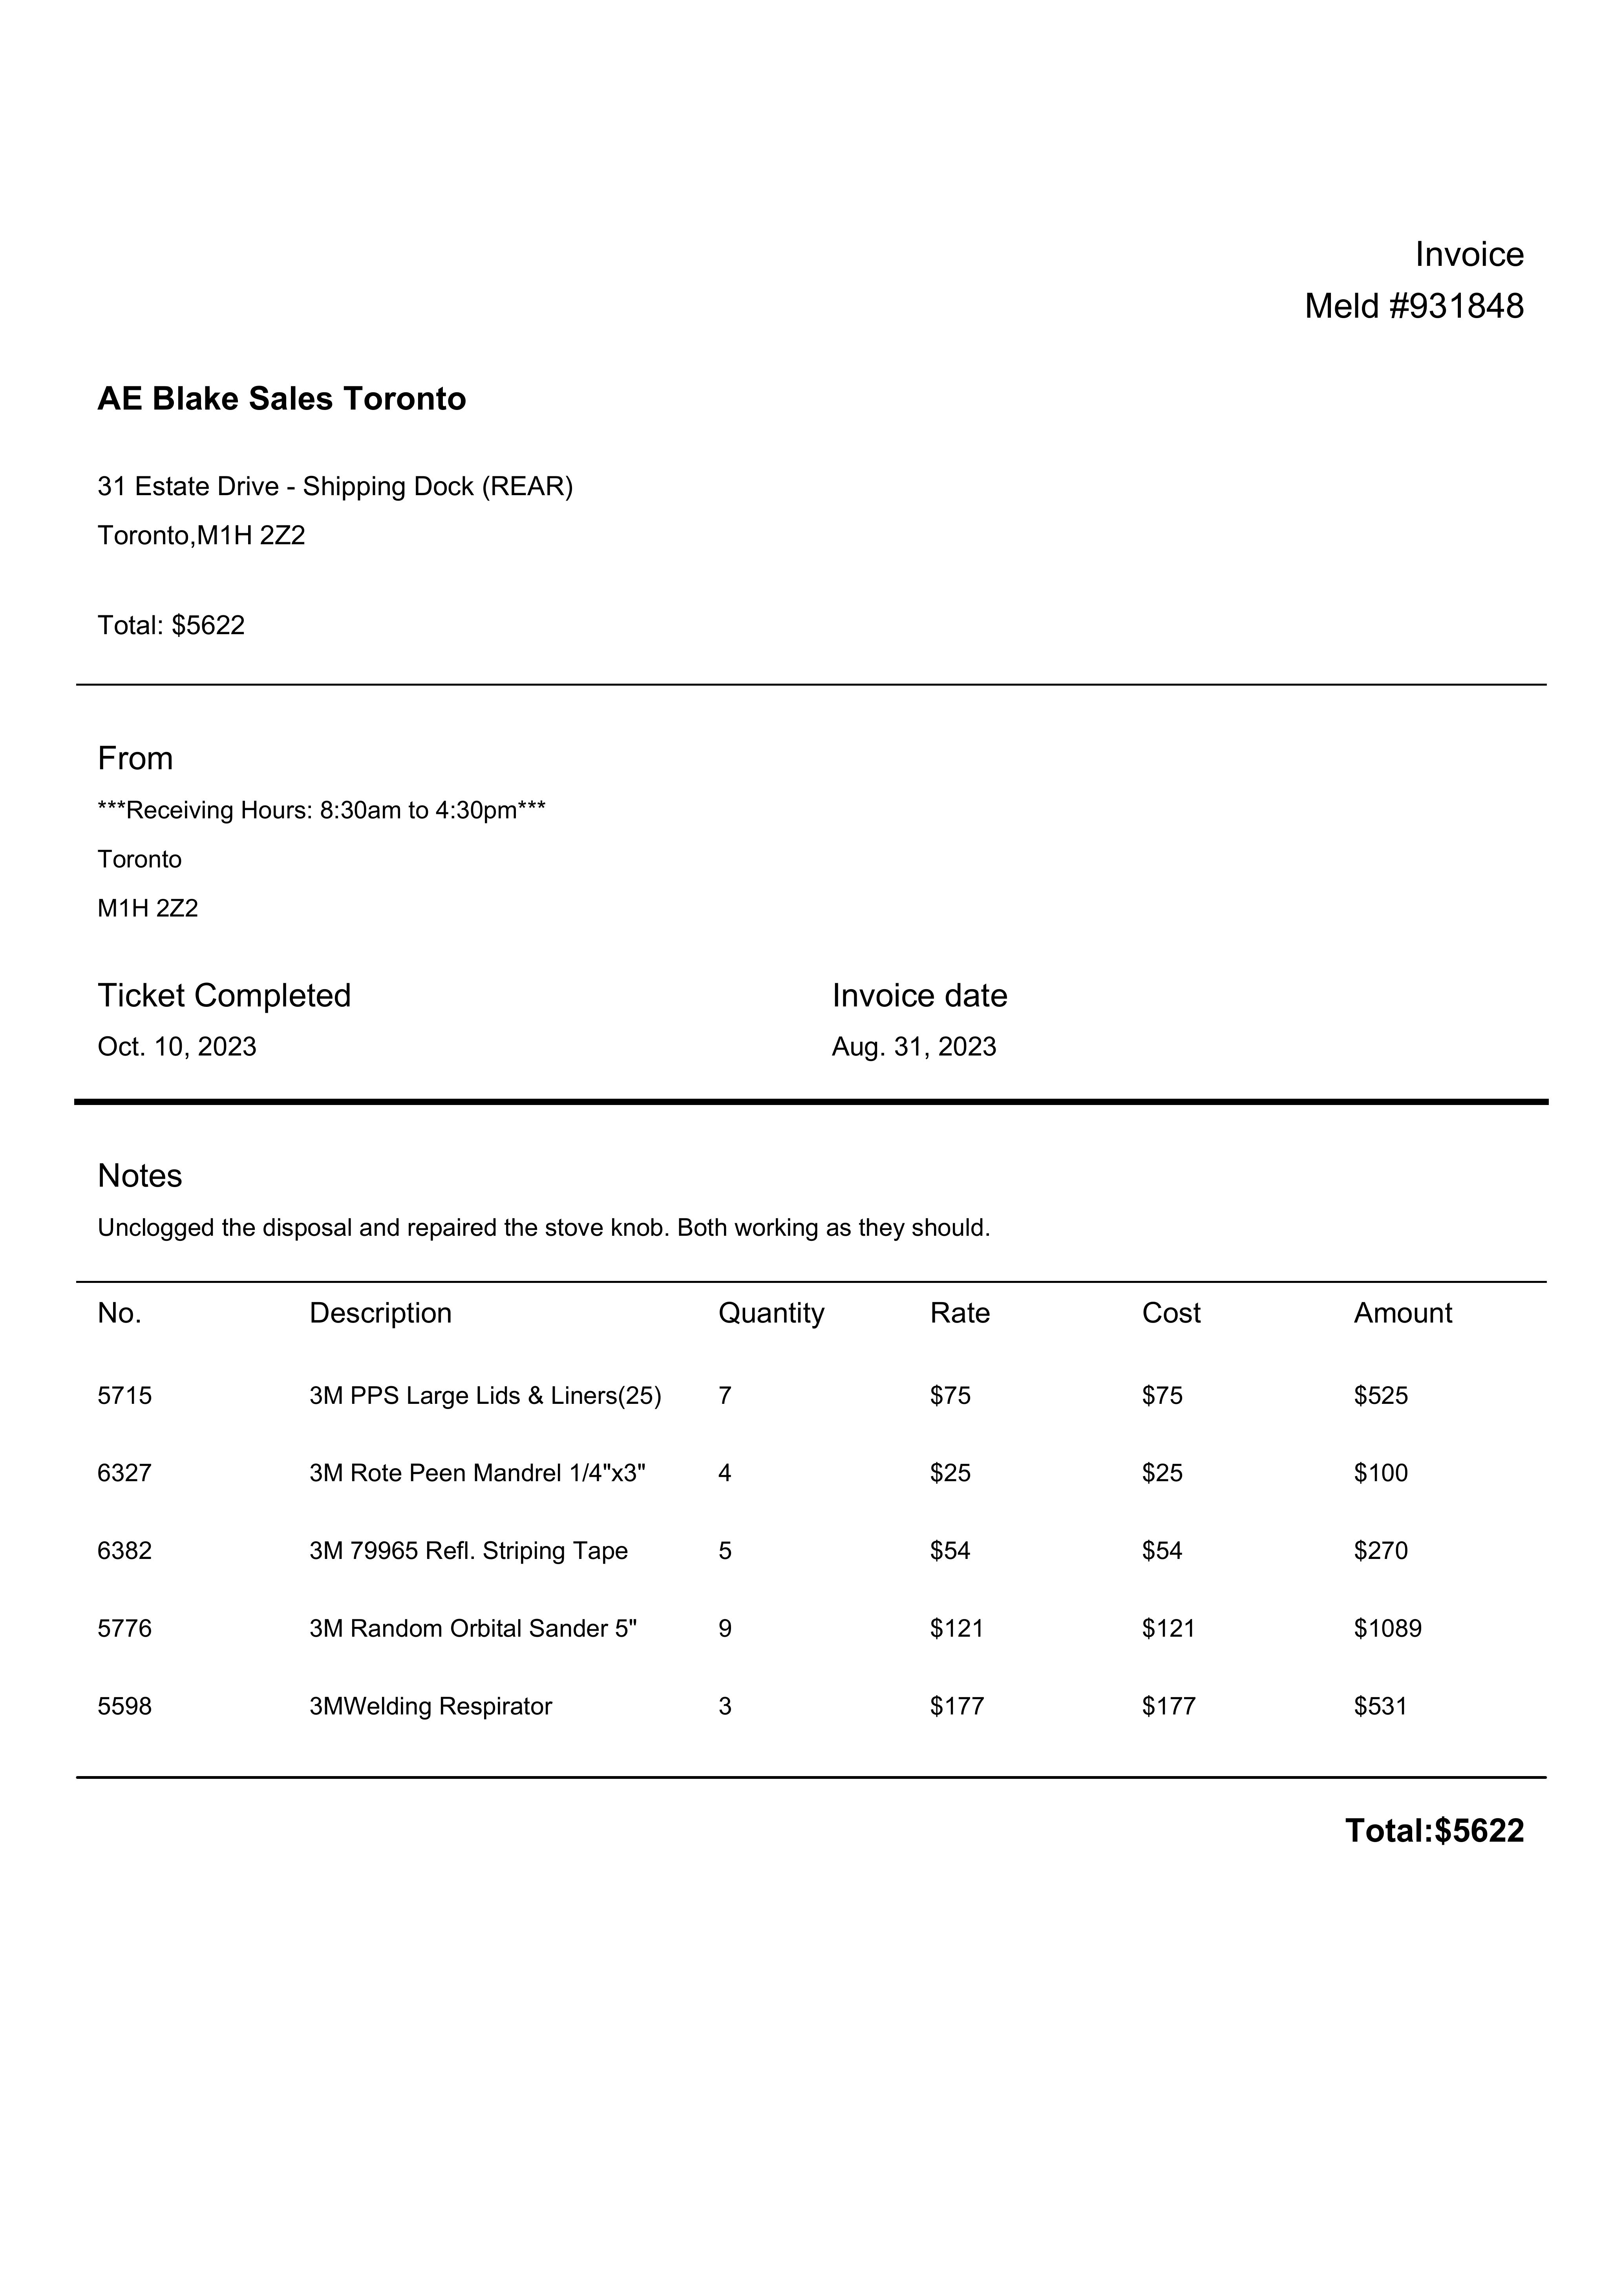 Invoice
Meld #931848
AE Blake Sales Toronto
31 Estate Drive - Shipping Dock (REAR)
Toronto,M1H 2Z2
Total: $5622
From
***Receiving Hours: 8:30am to 4:30pm***
Toronto
M1H 2Z2
Ticket Completed Invoice date
Oct. 10, 2023 Aug. 31, 2023
Notes
Unclogged the disposal and repaired the stove knob. Both working as they should.
No. Description Quantity Rate Cost Amount
5715 3M PPS Large Lids & Liners(25) 7 $75 $75 $525
6327 3M Rote Peen Mandrel 1/4"x3" 4 $25 $25 $100
6382 3M 79965 Refl. Striping Tape 5 $54 $54 $270
5776 3M Random Orbital Sander 5" 9 $121 $121 $1089
5598 3MWelding Respirator 3 $177 $177 $531
Total:$5622